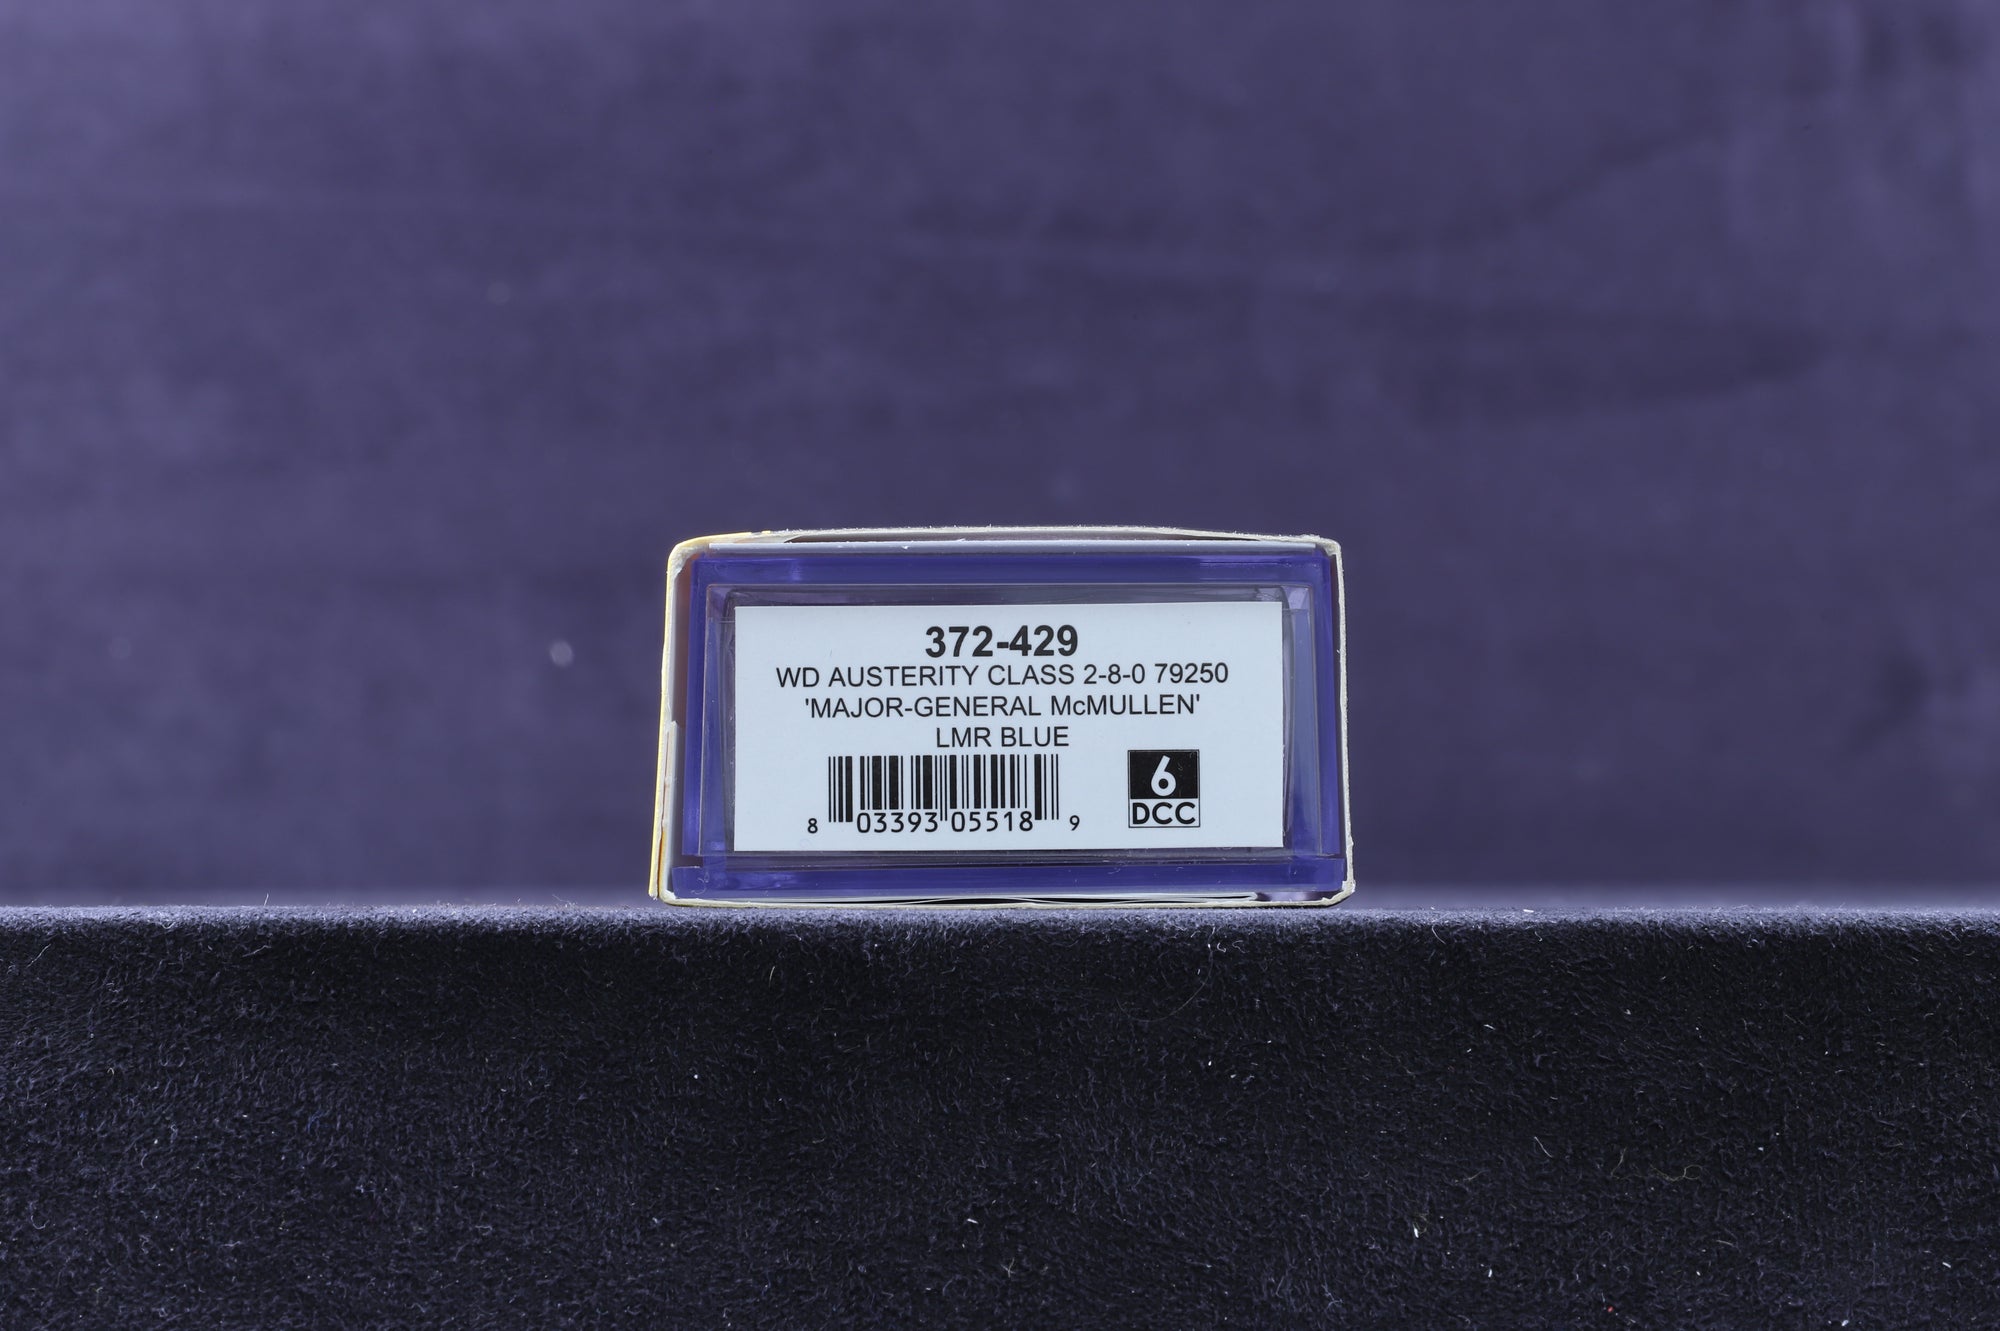 372-429
WD AUSTERITY CLASS 2-8-0 79250
'MAJOR-GENERAL McMULLEN'
LMR BLUE
8 03393 05518 9
6
DCC